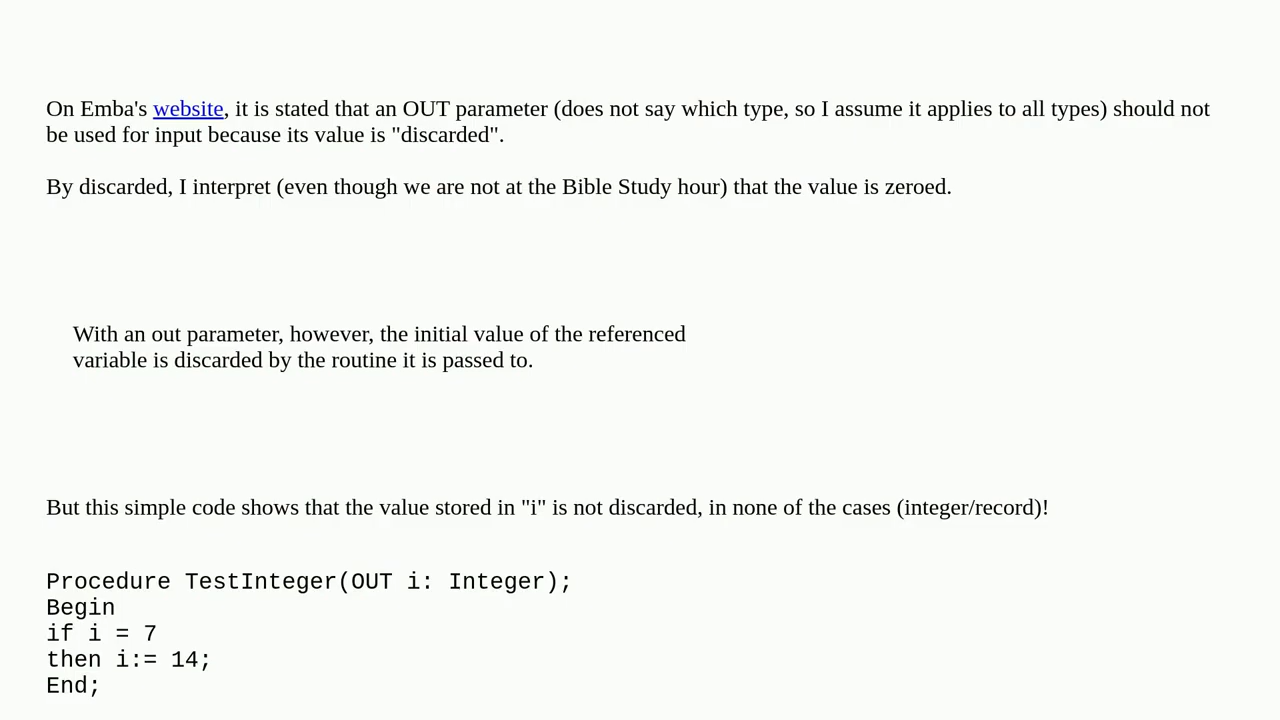 On Emba's website, it is stated that an OUT parameter (does not say which type, so I assume it applies to all types) should not
be used for input because its value is "discarded".
By discarded, I interpret (even though we are not at the Bible Study hour) that the value is zeroed.
With an out parameter, however, the initial value of the referenced
variable is discarded by the routine it is passed to.
But this simple code shows that the value stored in "i" is not discarded, in none of the cases (integer/record)!
Procedure TestInteger(OUT i: Integer);
Begin
if i = 7
then i:= 14;
End;